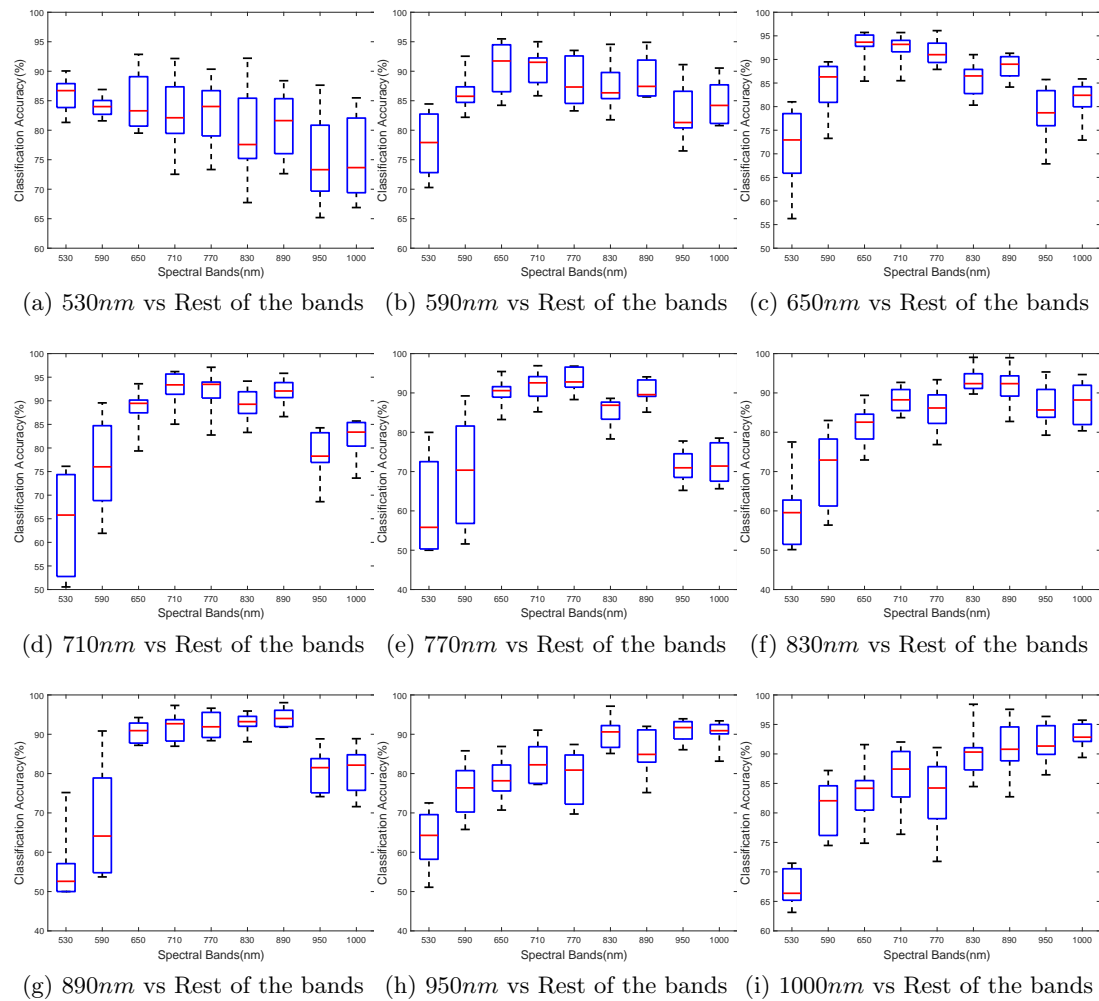 Classification Accuracy(%)
100
95
90
85
80
75
70
65
60
530 590 650 710 770 830 890 950 1000
Spectral Bands(nm)
(a) 530nm vs Rest of the bands
Classification Accuracy(%)
100
95
90
85
80
75
70
65
60
530 590 650 710 770 830 890 950 1000
Spectral Bands(nm)
(b) 590nm vs Rest of the bands
Classification Accuracy(%)
100
95
90
85
80
75
70
65
60
55
50
530 590 650 710 770 830 890 950 1000
Spectral Bands(nm)
(c) 650nm vs Rest of the bands
Classification Accuracy(%)
100
95
90
85
80
75
70
65
60
55
50
530 590 650 710 770 830 890 950 1000
Spectral Bands(nm)
(d) 710nm vs Rest of the bands
Classification Accuracy(%)
100
90
80
70
60
50
40
530 590 650 710 770 830 890 950 1000
Spectral Bands(nm)
(e) 770nm vs Rest of the bands
Classification Accuracy(%)
100
90
80
70
60
50
40
530 590 650 710 770 830 890 950 1000
Spectral Bands(nm)
(f) 830nm vs Rest of the bands
Classification Accuracy(%)
100
90
80
70
60
50
40
530 590 650 710 770 830 890 950 1000
Spectral Bands(nm)
(g) 890nm vs Rest of the bands
Classification Accuracy(%)
100
90
80
70
60
50
40
530 590 650 710 770 830 890 950 1000
Spectral Bands(nm)
(h) 950nm vs Rest of the bands
Classification Accuracy(%)
100
95
90
85
80
75
70
65
60
530 590 650 710 770 830 890 950 1000
Spectral Bands(nm)
(i) 1000nm vs Rest of the bands